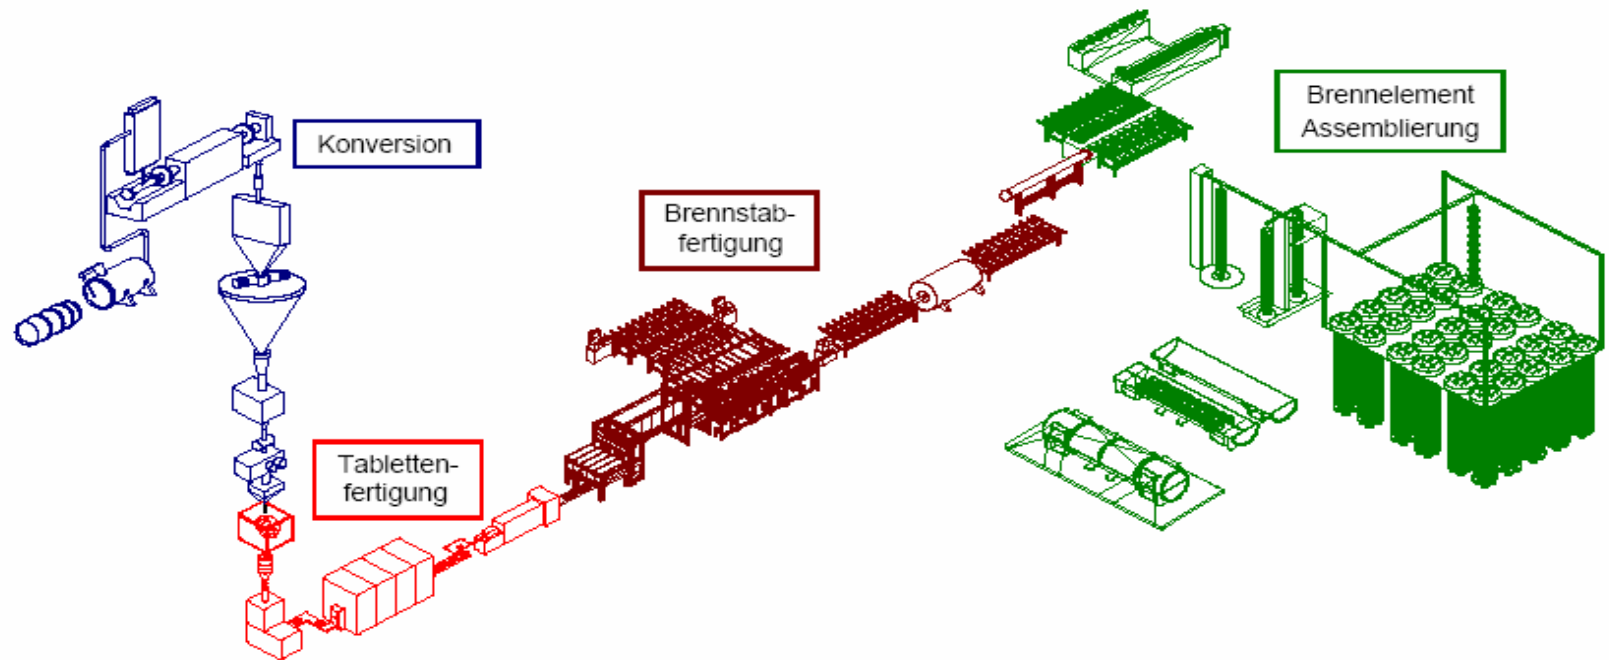 Konversion
Tabletten-
fertigung
Brennstab-
fertigung
Brennelement
Assemblierung